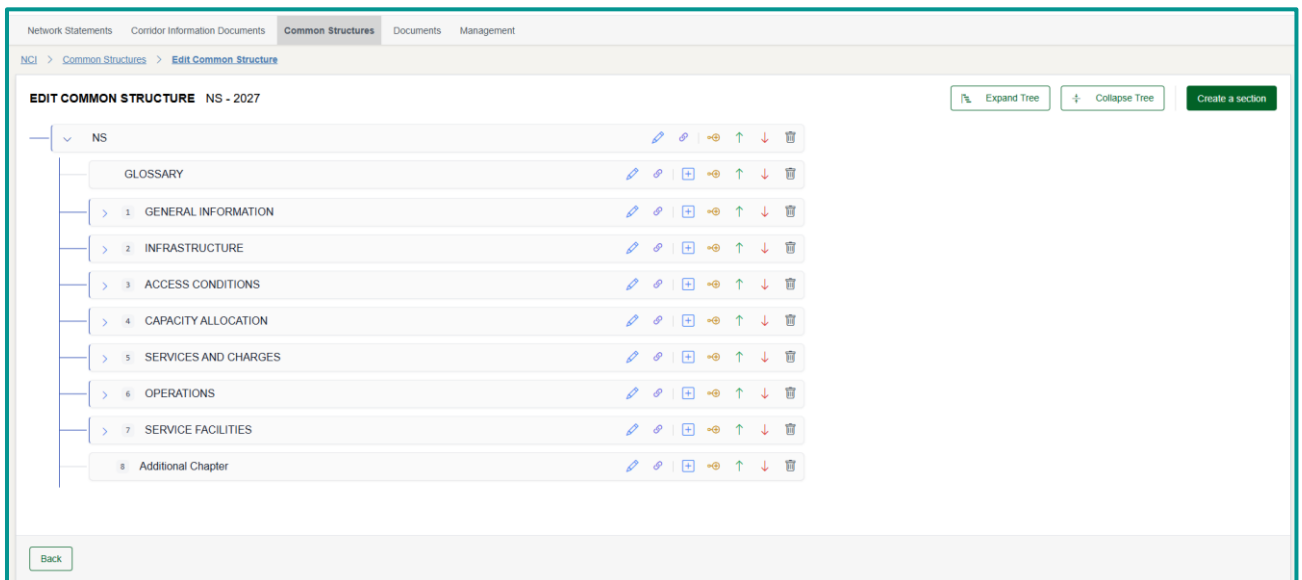 Network Statements Corridor Information Documents Common Structures Documents Management
NCI > Common Structures > Edit Common Structure
EDIT COMMON STRUCTURE NS - 2027 Expand Tree Collapse Tree Create a section
NS
GLOSSARY
1 GENERAL INFORMATION
2 INFRASTRUCTURE
3 ACCESS CONDITIONS
4 CAPACITY ALLOCATION
5 SERVICES AND CHARGES
6 OPERATIONS
7 SERVICE FACILITIES
8 Additional Chapter
Back